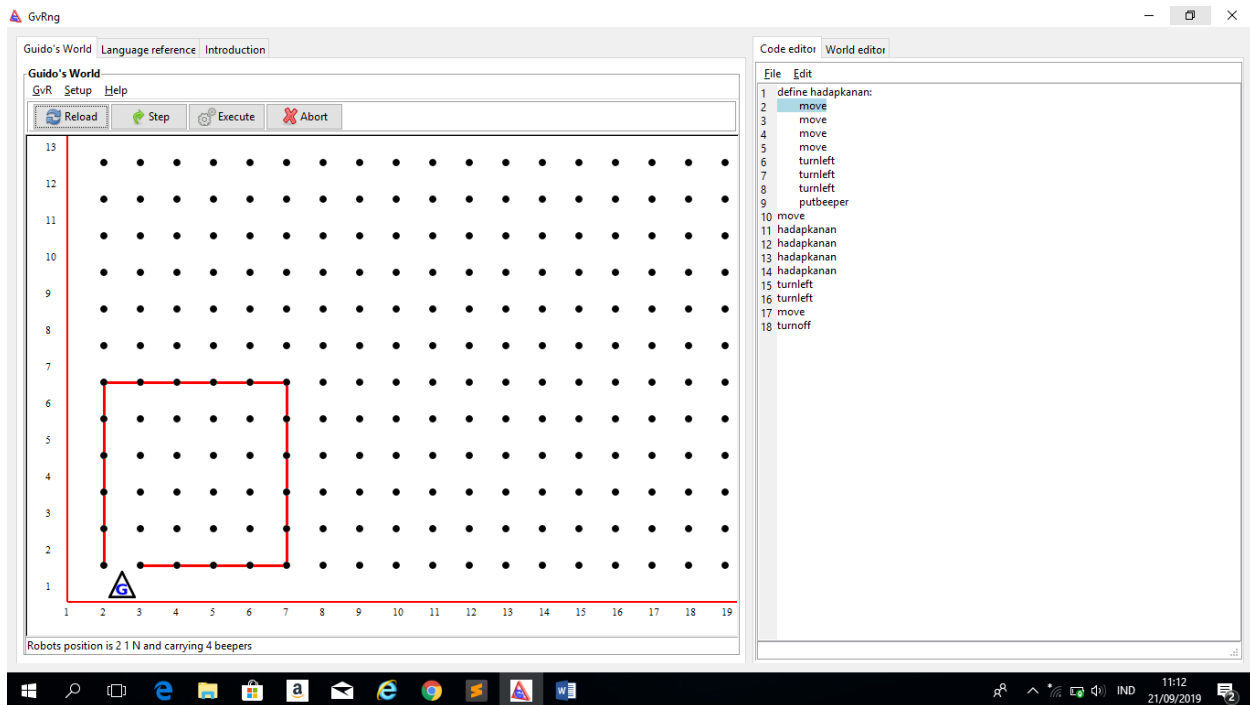 GvRng
Guido's World Language reference Introduction
Guido's World
GvR Setup Help
Reload Step Execute Abort
13
12
11
10
9
8
7
6
5
4
3
2
1
G
1 2 3 4 5 6 7 8 9 10 11 12 13 14 15 16 17 18 19
Robots position is 2 1 N and carrying 4 beepers
Code editor World editor
File Edit
1 define hadapkanan:
2 move
3 move
4 move
5 move
6 turnleft
7 turnleft
8 turnleft
9 putbeeper
10 move
11 hadapkanan
12 hadapkanan
13 hadapkanan
14 hadapkanan
15 turnleft
16 turnleft
17 move
18 turnoff
IND
11:12
21/09/2019
2